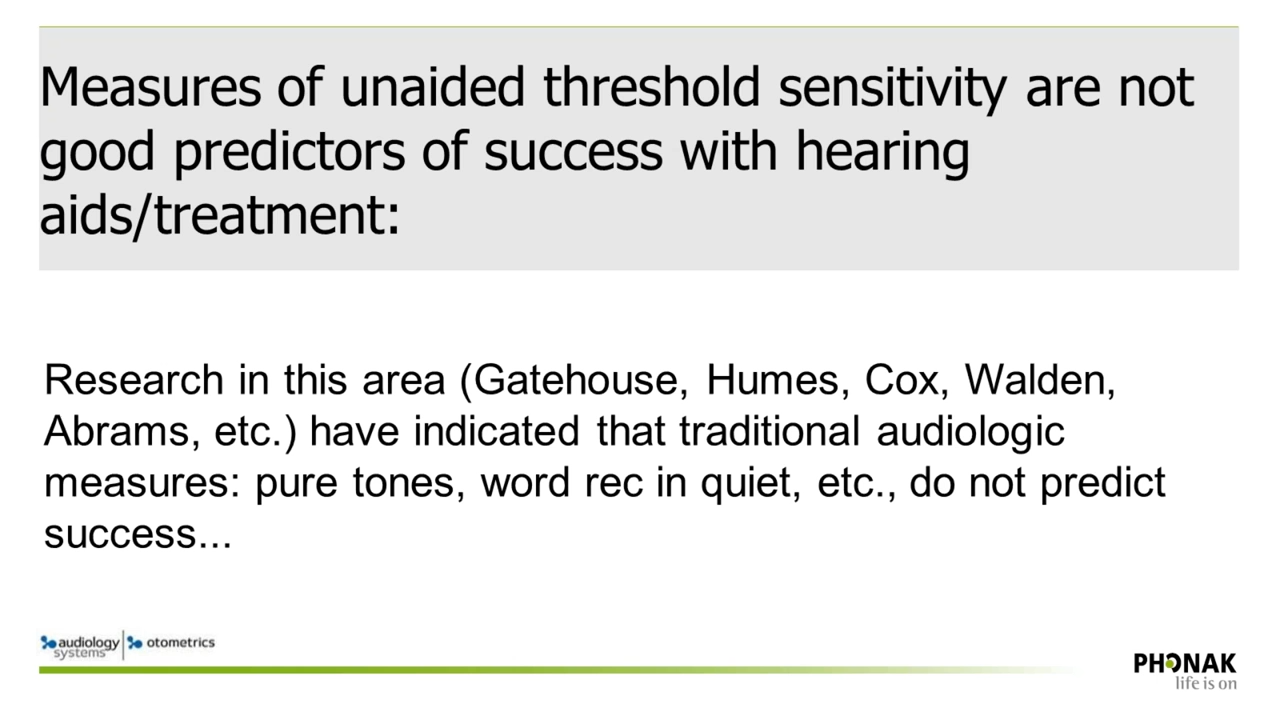 Measures of unaided threshold sensitivity are not
good predictors of success with hearing
aids/treatment:
Research in this area (Gatehouse, Humes, Cox, Walden,
Abrams, etc.) have indicated that traditional audiologic
measures: pure tones, word rec in quiet, etc., do not predict
success...
audiology systems
otometrics
PHONAK
life is on